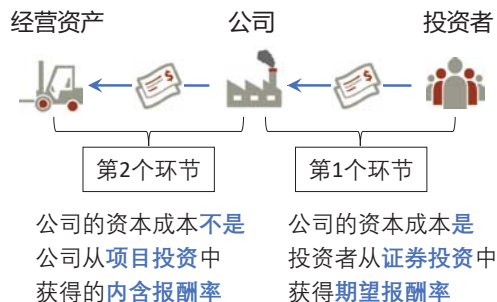 经营资产 公司 投资者
$ $
第2个环节 第1个环节
公司的资本成本不是
公司从项目投资中
获得的内含报酬率
公司的资本成本是
投资者从证券投资中
获得期望报酬率